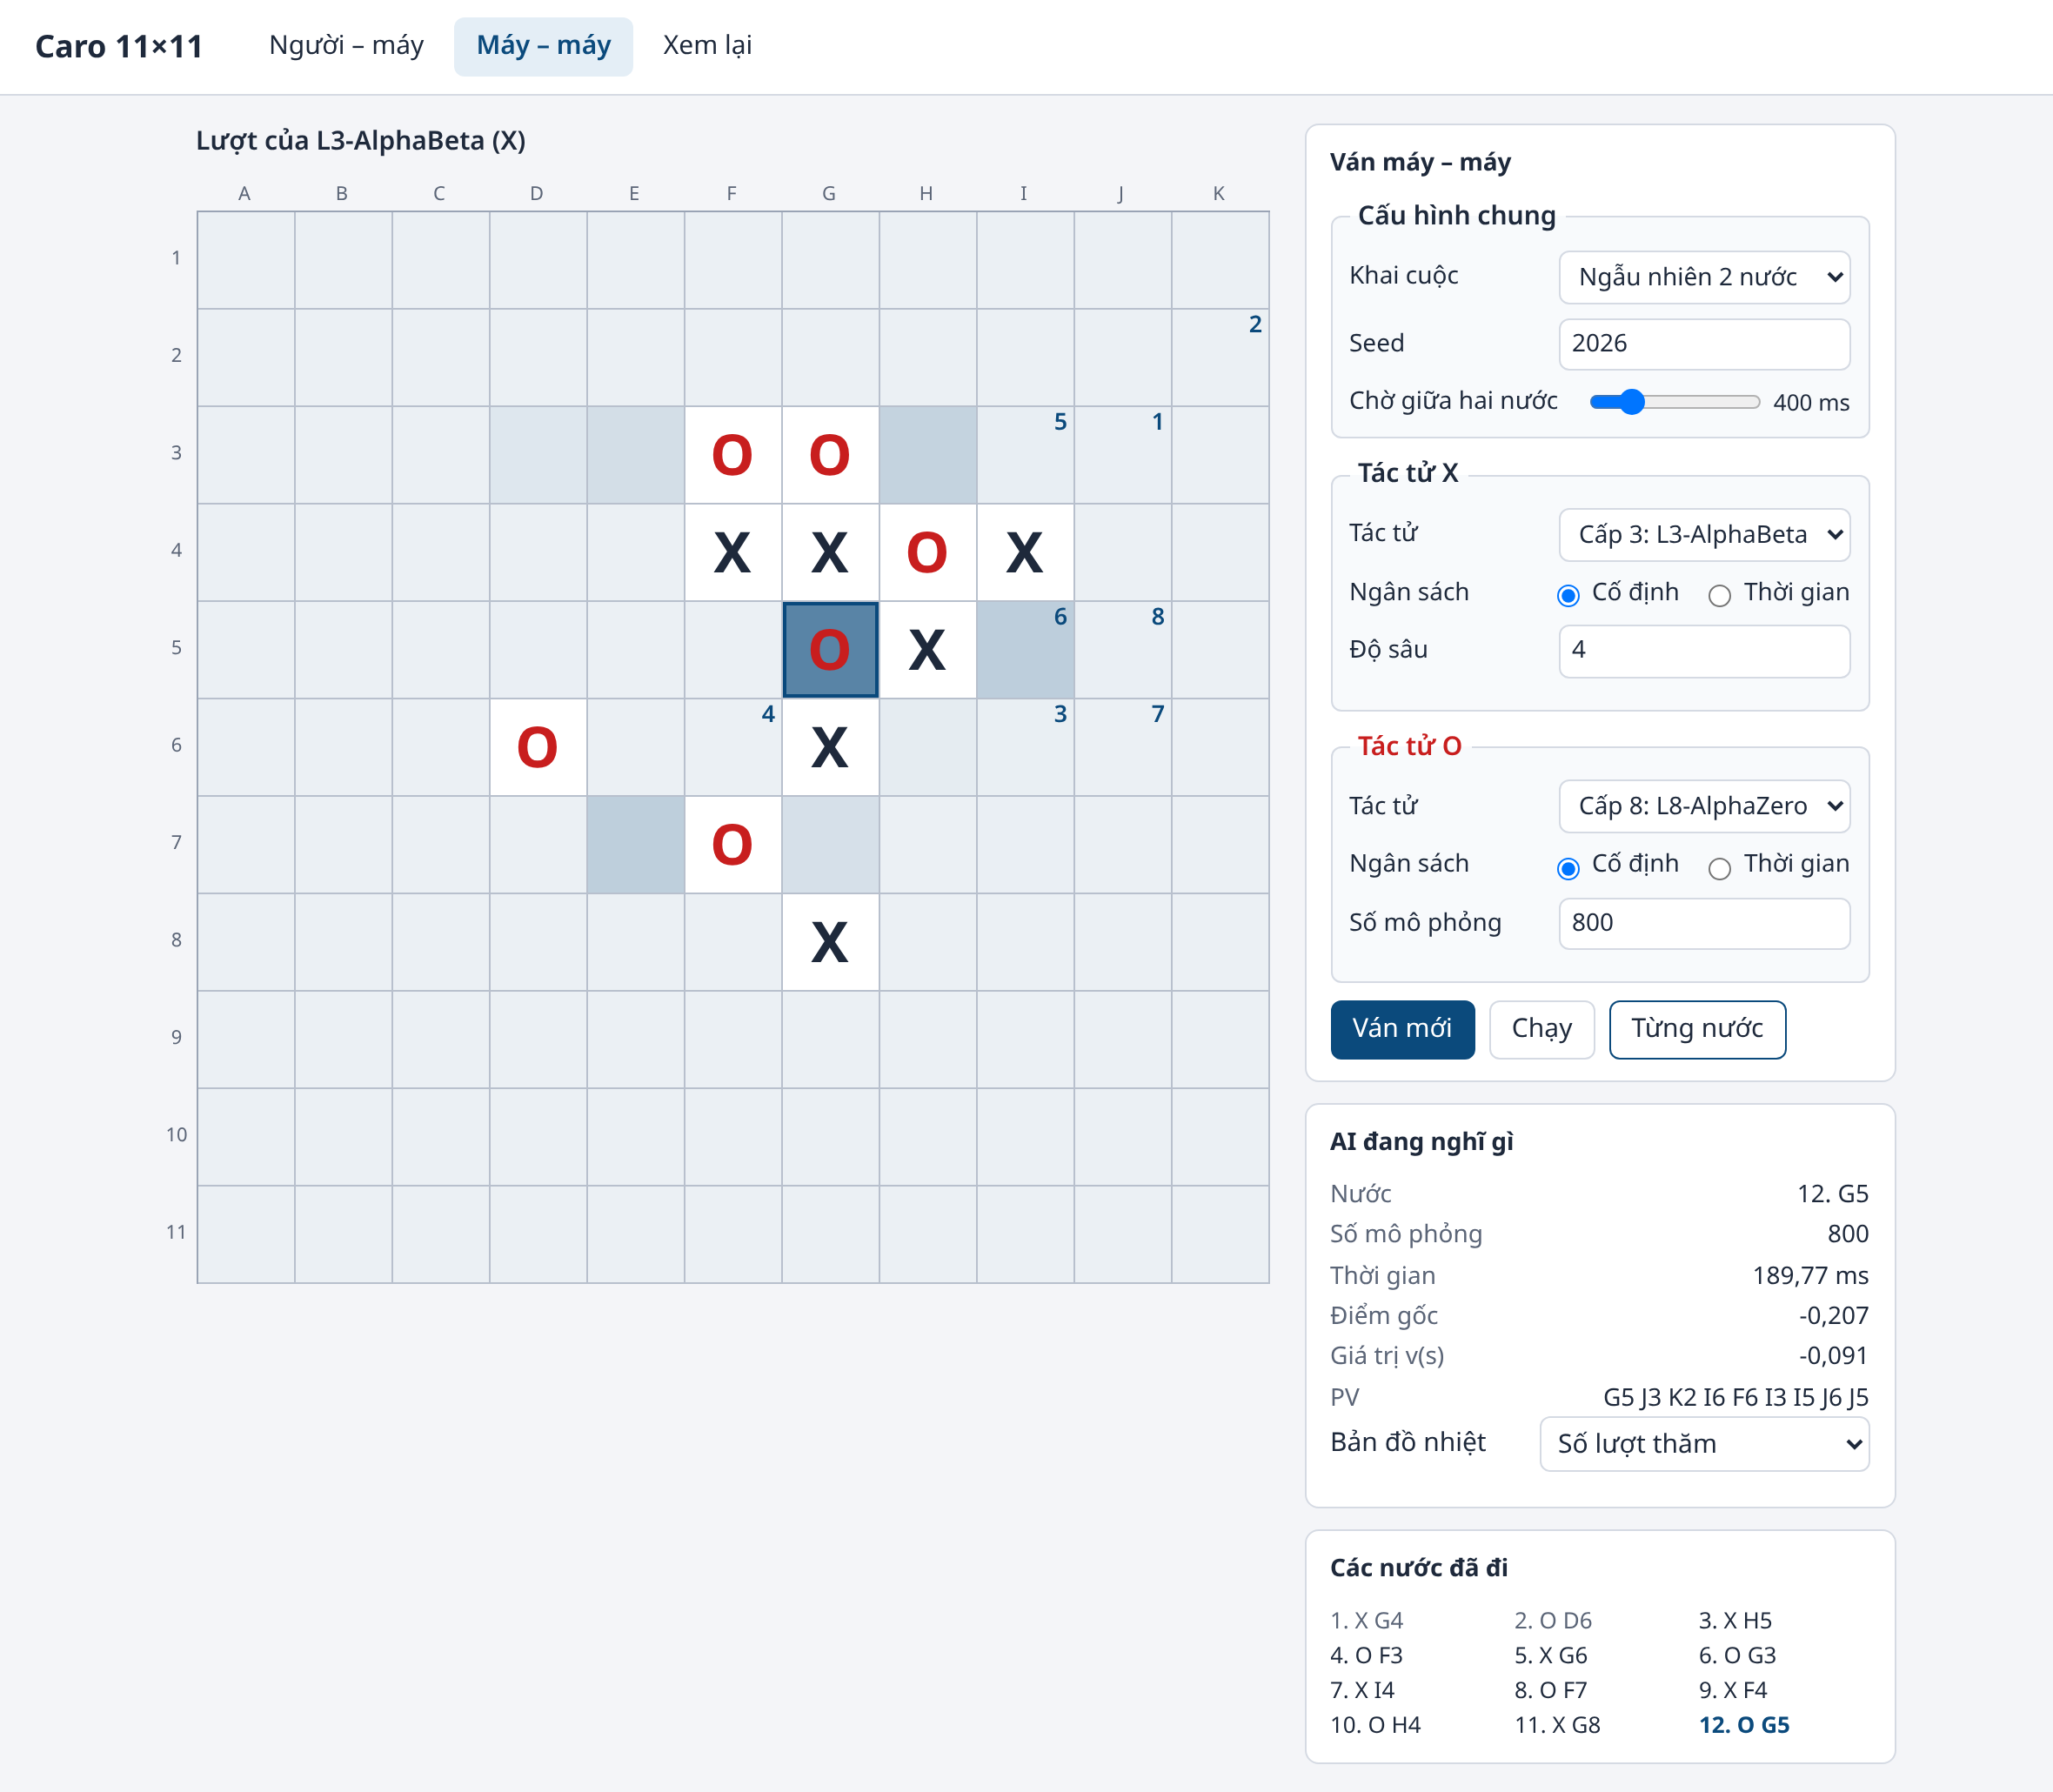 Caro 11×11 Người – máy Máy – máy Xem lại
Lượt của L3-AlphaBeta (X)
A B C D E F G H I J K
1
2 2
3 O O 5 1
4 X X O X
5 O X 6 8
6 O 4 X 3 7
7 O
8 X
9
10
11
Ván máy – máy
Cấu hình chung
Khai cuộc Ngẫu nhiên 2 nước
Seed 2026
Chờ giữa hai nước 400 ms
Tác tử X
Tác tử Cấp 3: L3-AlphaBeta
Ngân sách Cố định Thời gian
Độ sâu 4
Tác tử O
Tác tử Cấp 8: L8-AlphaZero
Ngân sách Cố định Thời gian
Số mô phỏng 800
Ván mới Chạy Từng nước
AI đang nghĩ gì
Nước 12. G5
Số mô phỏng 800
Thời gian 189,77 ms
Điểm gốc -0,207
Giá trị v(s) -0,091
PV G5 J3 K2 I6 F6 I3 I5 J6 J5
Bản đồ nhiệt Số lượt thăm
Các nước đã đi
1. X G4 2. O D6 3. X H5
4. O F3 5. X G6 6. O G3
7. X I4 8. O F7 9. X F4
10. O H4 11. X G8 12. O G5